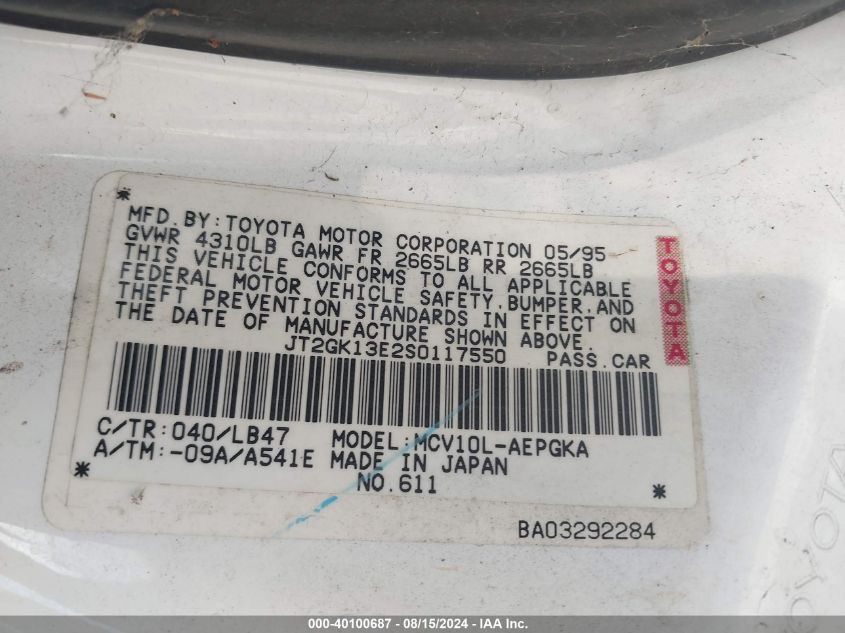 MFD.BY:TOYOTA MOTOR CORPORATION 05/95
GVWR 4310LB GAWR FR 2665LB RR 2665LB
THIS VEHICLE CONFORMS TO ALL APPLICABLE
FEDERAL MOTOR VEHICLE SAFETY,BUMPER,AND
THEFT PREVENTION STANDARDS IN EFFECT ON
THE DATE OF MANUFACTURE SHOWN ABOVE.
JT2GK13E2S0117550 PASS.CAR
TOYOTA
C/TR:040/LB47 MODEL:MCV10L-AEPGKA
A/TM:-09A/A541E MADE IN JAPAN
NO.611
BA03292284
TOYOTA
000-40100687 - 08/15/2024 - IAA Inc.